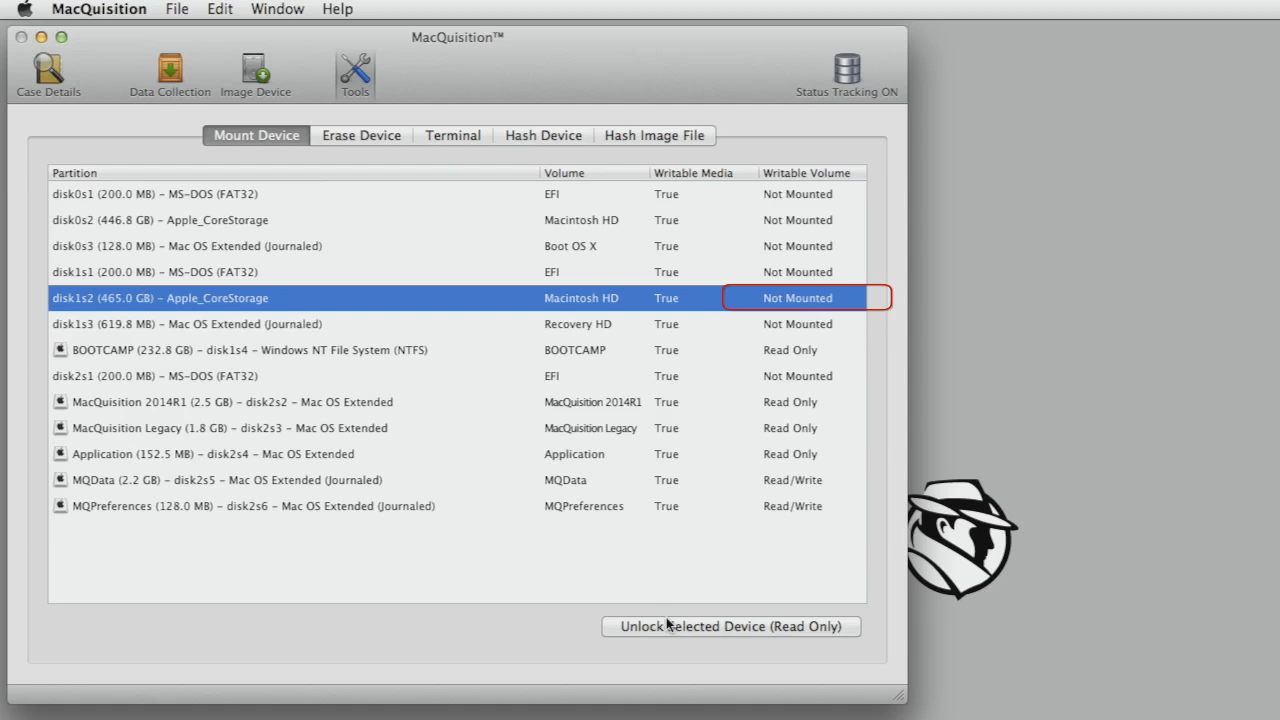 MacQuisition File Edit Window Help
MacQuisition™
Case Details Data Collection Image Device Tools Status Tracking ON
Mount Device Erase Device Terminal Hash Device Hash Image File
Partition Volume Writable Media Writable Volume
disk0s1 (200.0 MB) - MS-DOS (FAT32) EFI True Not Mounted
disk0s2 (446.8 GB) - Apple_CoreStorage Macintosh HD True Not Mounted
disk0s3 (128.0 MB) - Mac OS Extended (Journaled) Boot OS X True Not Mounted
disk1s1 (200.0 MB) - MS-DOS (FAT32) EFI True Not Mounted
disk1s2 (465.0 GB) - Apple_CoreStorage Macintosh HD True Not Mounted
disk1s3 (619.8 MB) - Mac OS Extended (Journaled) Recovery HD True Not Mounted
BOOTCAMP (232.8 GB) - disk1s4 - Windows NT File System (NTFS) BOOTCAMP True Read Only
disk2s1 (200.0 MB) - MS-DOS (FAT32) EFI True Not Mounted
MacQuisition 2014R1 (2.5 GB) - disk2s2 - Mac OS Extended MacQuisition 2014R1 True Read Only
MacQuisition Legacy (1.8 GB) - disk2s3 - Mac OS Extended MacQuisition Legacy True Read Only
Application (152.5 MB) - disk2s4 - Mac OS Extended Application True Read Only
MQData (2.2 GB) - disk2s5 - Mac OS Extended (Journaled) MQData True Read/Write
MQPreferences (128.0 MB) - disk2s6 - Mac OS Extended (Journaled) MQPreferences True Read/Write
Unlock Selected Device (Read Only)